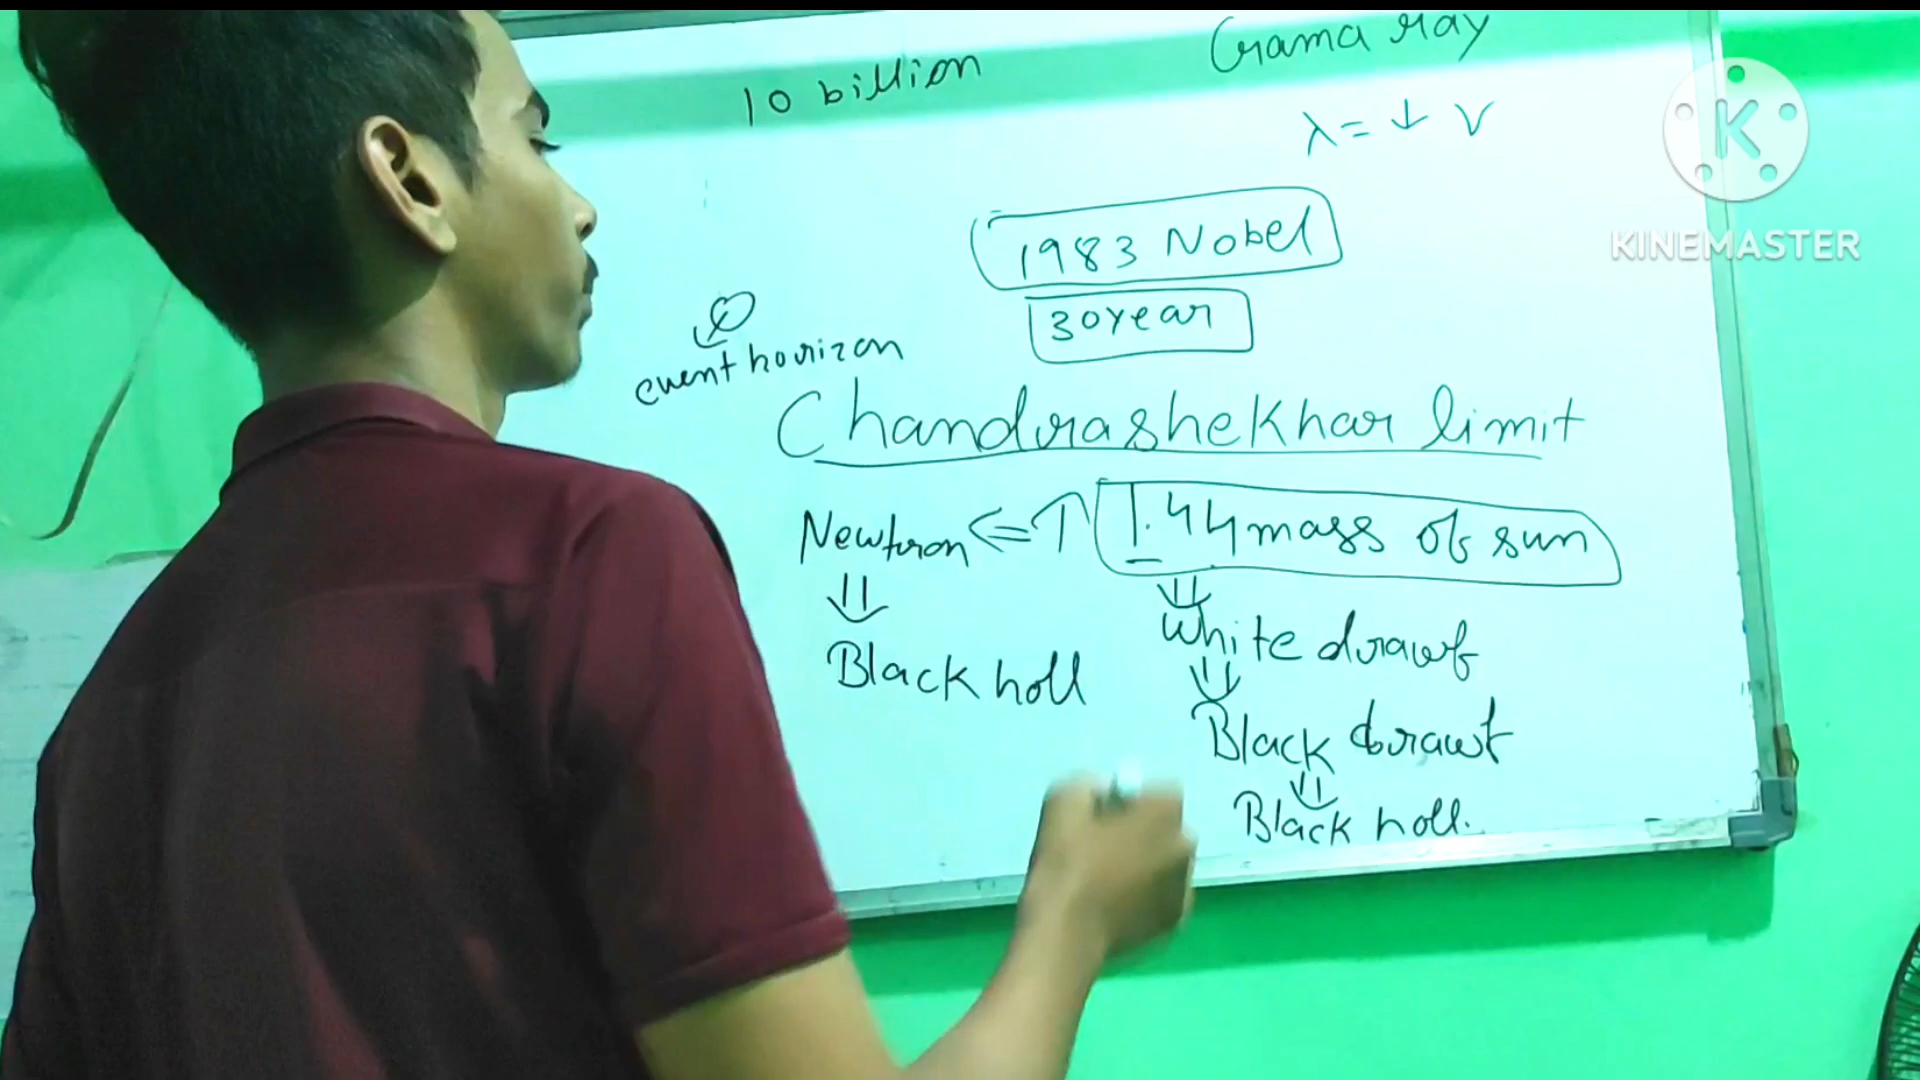 10 billion
Grama ray
λ = ↓ ν
K
KINEMASTER
1983 Nobel
30year
event horizon
Chandrashekhar limit
Newtron <= ↑ 1.44 mass of sun
⇓ ⇓
Black holl
White drawf
⇓
Black drawf
⇓
Black holl.